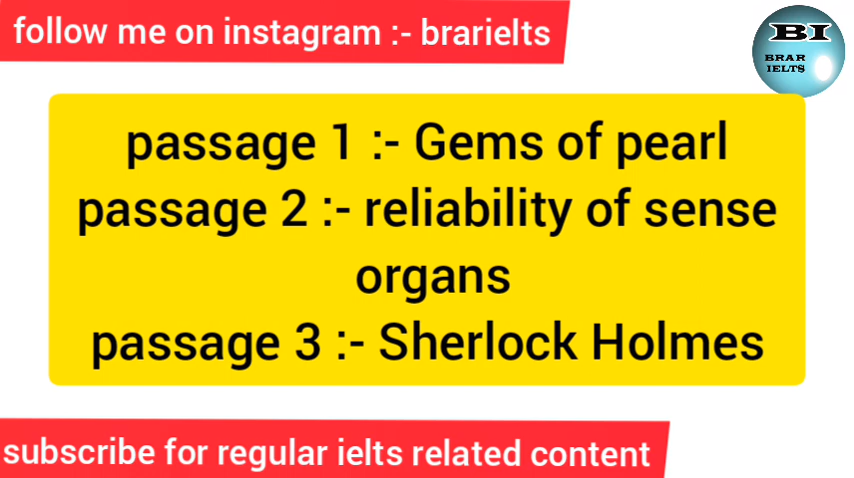 follow me on instagram :- brarielts
BI
BRAR
IELTS
passage 1 :- Gems of pearl
passage 2 :- reliability of sense
organs
passage 3 :- Sherlock Holmes
subscribe for regular ielts related content